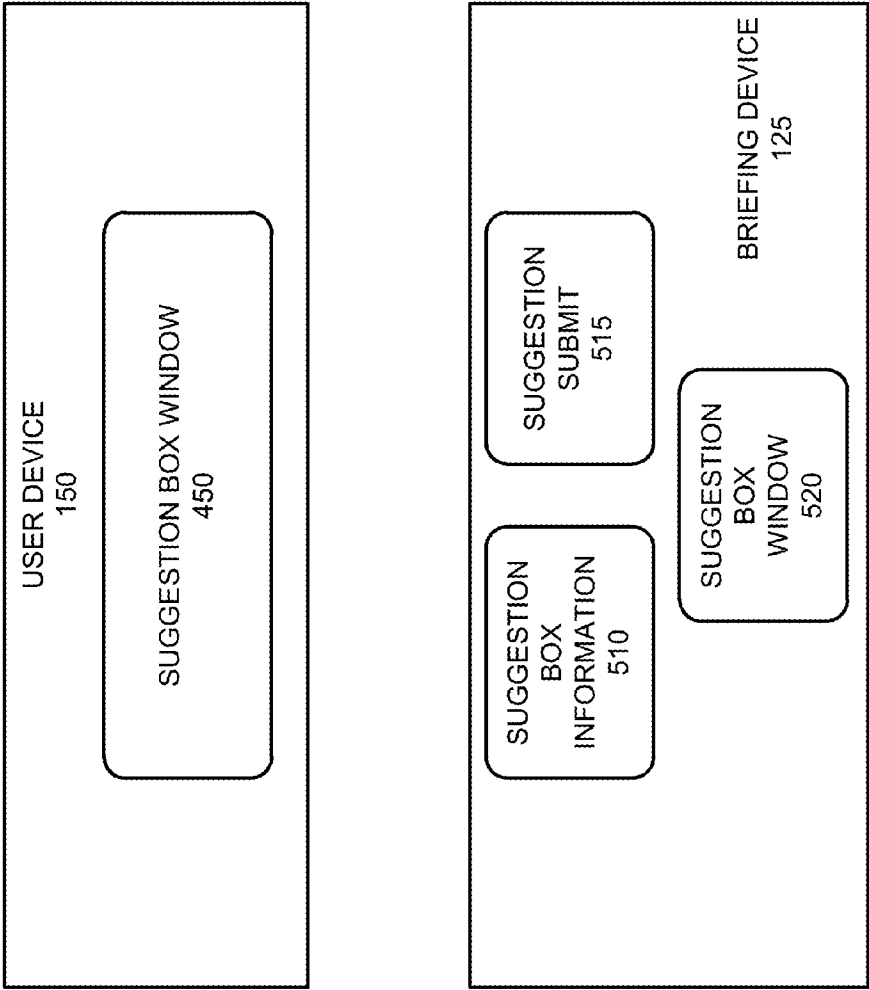 USER DEVICE
150
SUGGESTION BOX WINDOW
450
SUGGESTION
BOX
INFORMATION
510
SUGGESTION
SUBMIT
515
SUGGESTION
BOX
WINDOW
520
BRIEFING DEVICE
125